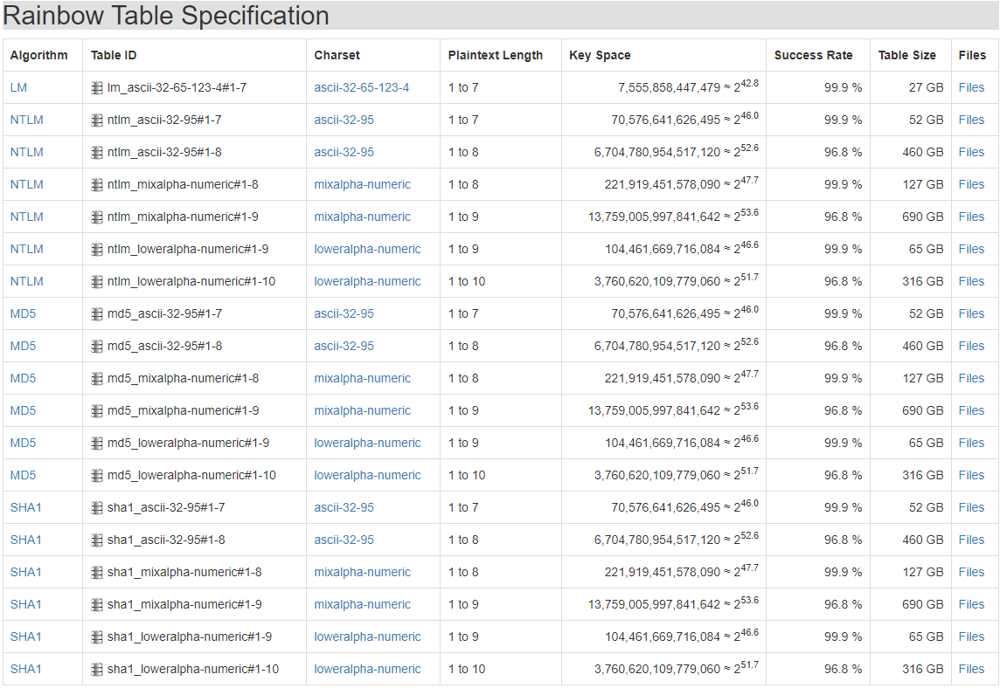 Rainbow Table Specification
Algorithm Table ID Charset Plaintext Length Key Space Success Rate Table Size Files
LM lm_ascii-32-65-123-4#1-7 ascii-32-65-123-4 1 to 7 7,555,858,447,479 ≈ 2^42.8 99.9 % 27 GB Files
NTLM ntlm_ascii-32-95#1-7 ascii-32-95 1 to 7 70,576,641,626,495 ≈ 2^46.0 99.9 % 52 GB Files
NTLM ntlm_ascii-32-95#1-8 ascii-32-95 1 to 8 6,704,780,954,517,120 ≈ 2^52.6 96.8 % 460 GB Files
NTLM ntlm_mixalpha-numeric#1-8 mixalpha-numeric 1 to 8 221,919,451,578,090 ≈ 2^47.7 99.9 % 127 GB Files
NTLM ntlm_mixalpha-numeric#1-9 mixalpha-numeric 1 to 9 13,759,005,997,841,642 ≈ 2^53.6 96.8 % 690 GB Files
NTLM ntlm_loweralpha-numeric#1-9 loweralpha-numeric 1 to 9 104,461,669,716,084 ≈ 2^46.6 99.9 % 65 GB Files
NTLM ntlm_loweralpha-numeric#1-10 loweralpha-numeric 1 to 10 3,760,620,109,779,060 ≈ 2^51.7 96.8 % 316 GB Files
MD5 md5_ascii-32-95#1-7 ascii-32-95 1 to 7 70,576,641,626,495 ≈ 2^46.0 99.9 % 52 GB Files
MD5 md5_ascii-32-95#1-8 ascii-32-95 1 to 8 6,704,780,954,517,120 ≈ 2^52.6 96.8 % 460 GB Files
MD5 md5_mixalpha-numeric#1-8 mixalpha-numeric 1 to 8 221,919,451,578,090 ≈ 2^47.7 99.9 % 127 GB Files
MD5 md5_mixalpha-numeric#1-9 mixalpha-numeric 1 to 9 13,759,005,997,841,642 ≈ 2^53.6 96.8 % 690 GB Files
MD5 md5_loweralpha-numeric#1-9 loweralpha-numeric 1 to 9 104,461,669,716,084 ≈ 2^46.6 99.9 % 65 GB Files
MD5 md5_loweralpha-numeric#1-10 loweralpha-numeric 1 to 10 3,760,620,109,779,060 ≈ 2^51.7 96.8 % 316 GB Files
SHA1 sha1_ascii-32-95#1-7 ascii-32-95 1 to 7 70,576,641,626,495 ≈ 2^46.0 99.9 % 52 GB Files
SHA1 sha1_ascii-32-95#1-8 ascii-32-95 1 to 8 6,704,780,954,517,120 ≈ 2^52.6 96.8 % 460 GB Files
SHA1 sha1_mixalpha-numeric#1-8 mixalpha-numeric 1 to 8 221,919,451,578,090 ≈ 2^47.7 99.9 % 127 GB Files
SHA1 sha1_mixalpha-numeric#1-9 mixalpha-numeric 1 to 9 13,759,005,997,841,642 ≈ 2^53.6 96.8 % 690 GB Files
SHA1 sha1_loweralpha-numeric#1-9 loweralpha-numeric 1 to 9 104,461,669,716,084 ≈ 2^46.6 99.9 % 65 GB Files
SHA1 sha1_loweralpha-numeric#1-10 loweralpha-numeric 1 to 10 3,760,620,109,779,060 ≈ 2^51.7 96.8 % 316 GB Files